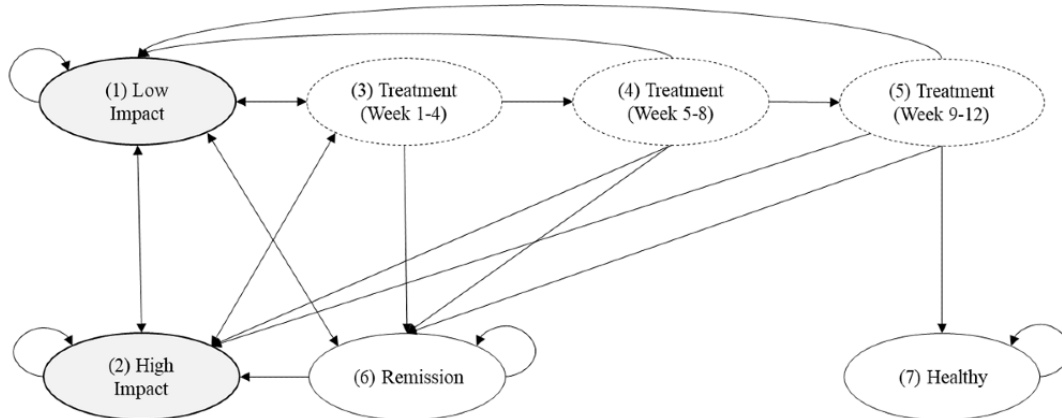 (1) Low
Impact
(3) Treatment
(Week 1-4)
(4) Treatment
(Week 5-8)
(5) Treatment
(Week 9-12)
(2) High
Impact
(6) Remission
(7) Healthy